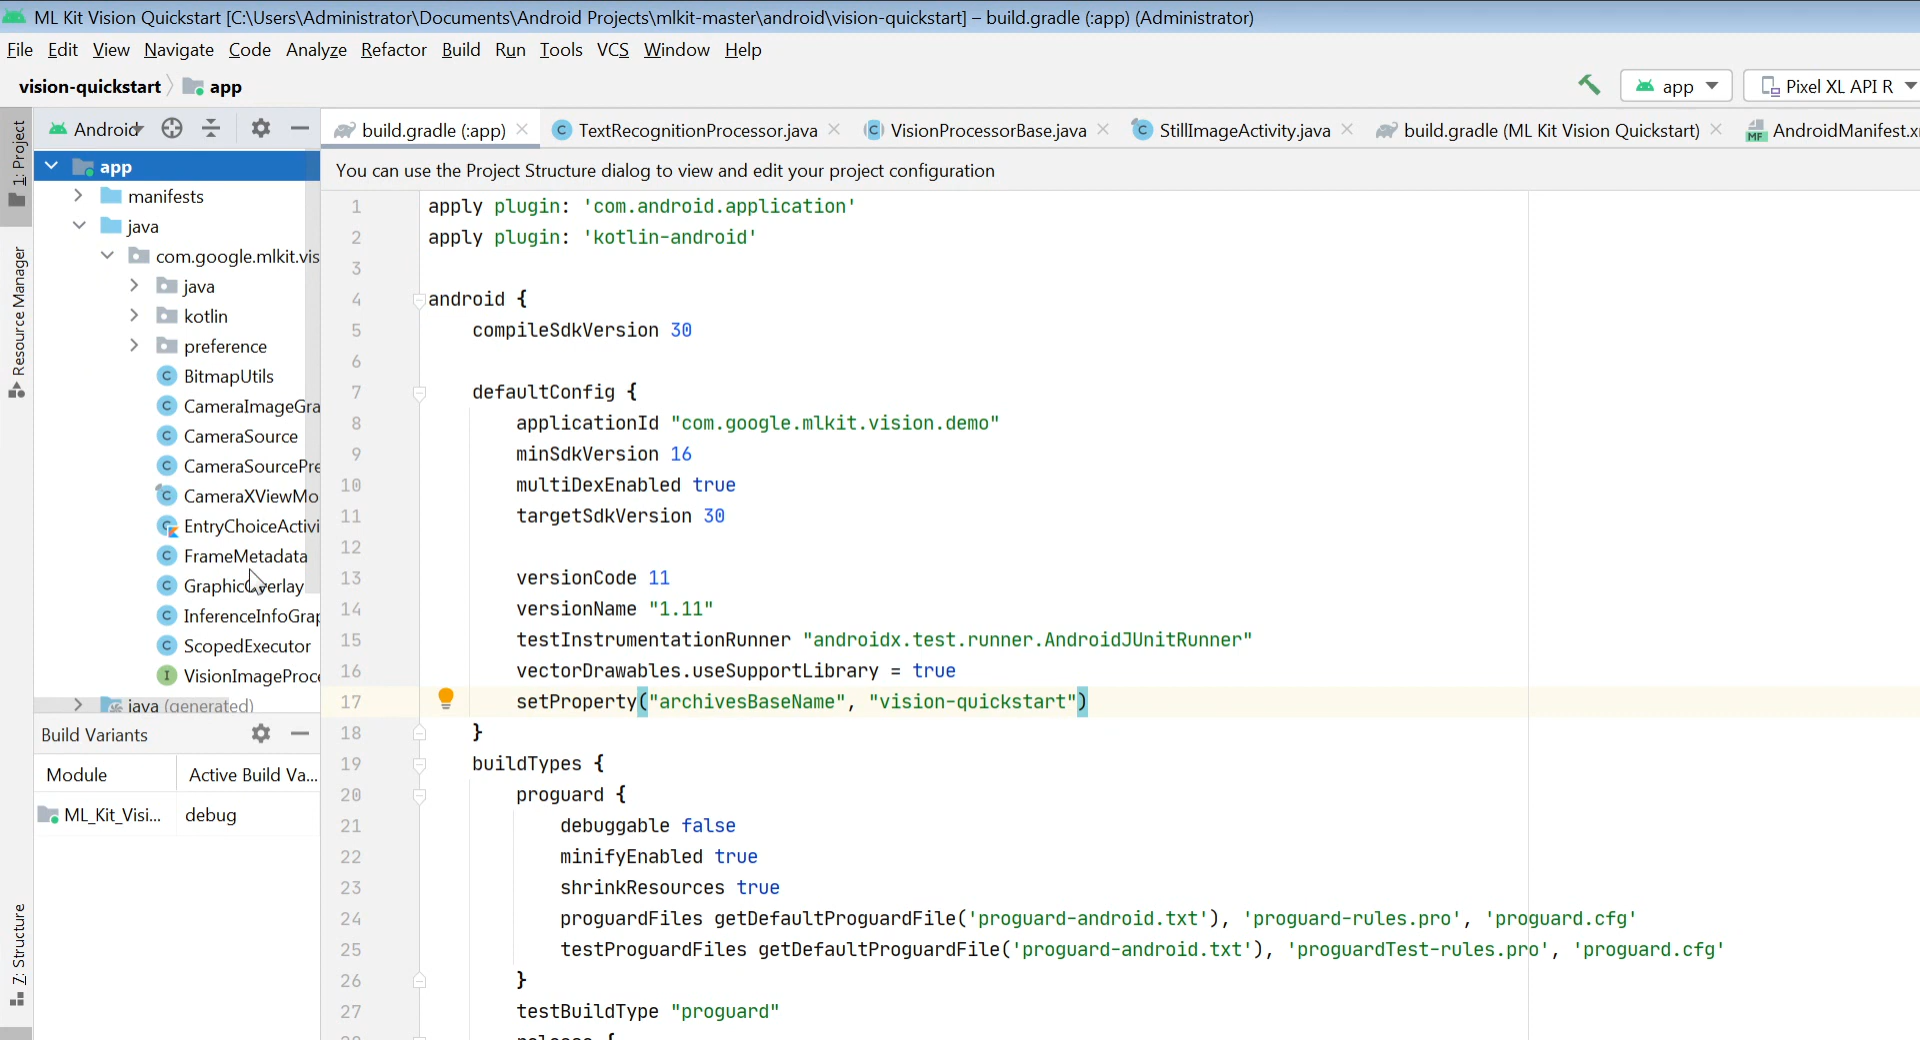 ML Kit Vision Quickstart [C:\Users\Administrator\Documents\Android Projects\mlkit-master\android\vision-quickstart] – build.gradle (:app) (Administrator)
File Edit View Navigate Code Analyze Refactor Build Run Tools VCS Window Help
vision-quickstart app
app Pixel XL API R
1: Project
Resource Manager
Z: Structure
Android
build.gradle (:app) TextRecognitionProcessor.java VisionProcessorBase.java StillImageActivity.java build.gradle (ML Kit Vision Quickstart) AndroidManifest.x
You can use the Project Structure dialog to view and edit your project configuration
app
manifests
java
com.google.mlkit.vis
java
kotlin
preference
BitmapUtils
CameraImageGra
CameraSource
CameraSourcePre
CameraXViewMo
EntryChoiceActivi
FrameMetadata
GraphicOverlay
InferenceInfoGrap
ScopedExecutor
VisionImageProce
java (generated)
Build Variants
Module Active Build Va...
ML_Kit_Visi... debug
1 apply plugin: 'com.android.application'
2 apply plugin: 'kotlin-android'
3
4 android {
5 compileSdkVersion 30
6
7 defaultConfig {
8 applicationId "com.google.mlkit.vision.demo"
9 minSdkVersion 16
10 multiDexEnabled true
11 targetSdkVersion 30
12
13 versionCode 11
14 versionName "1.11"
15 testInstrumentationRunner "androidx.test.runner.AndroidJUnitRunner"
16 vectorDrawables.useSupportLibrary = true
17 setProperty("archivesBaseName", "vision-quickstart")
18 }
19 buildTypes {
20 proguard {
21 debuggable false
22 minifyEnabled true
23 shrinkResources true
24 proguardFiles getDefaultProguardFile('proguard-android.txt'), 'proguard-rules.pro', 'proguard.cfg'
25 testProguardFiles getDefaultProguardFile('proguard-android.txt'), 'proguardTest-rules.pro', 'proguard.cfg'
26 }
27 testBuildType "proguard"